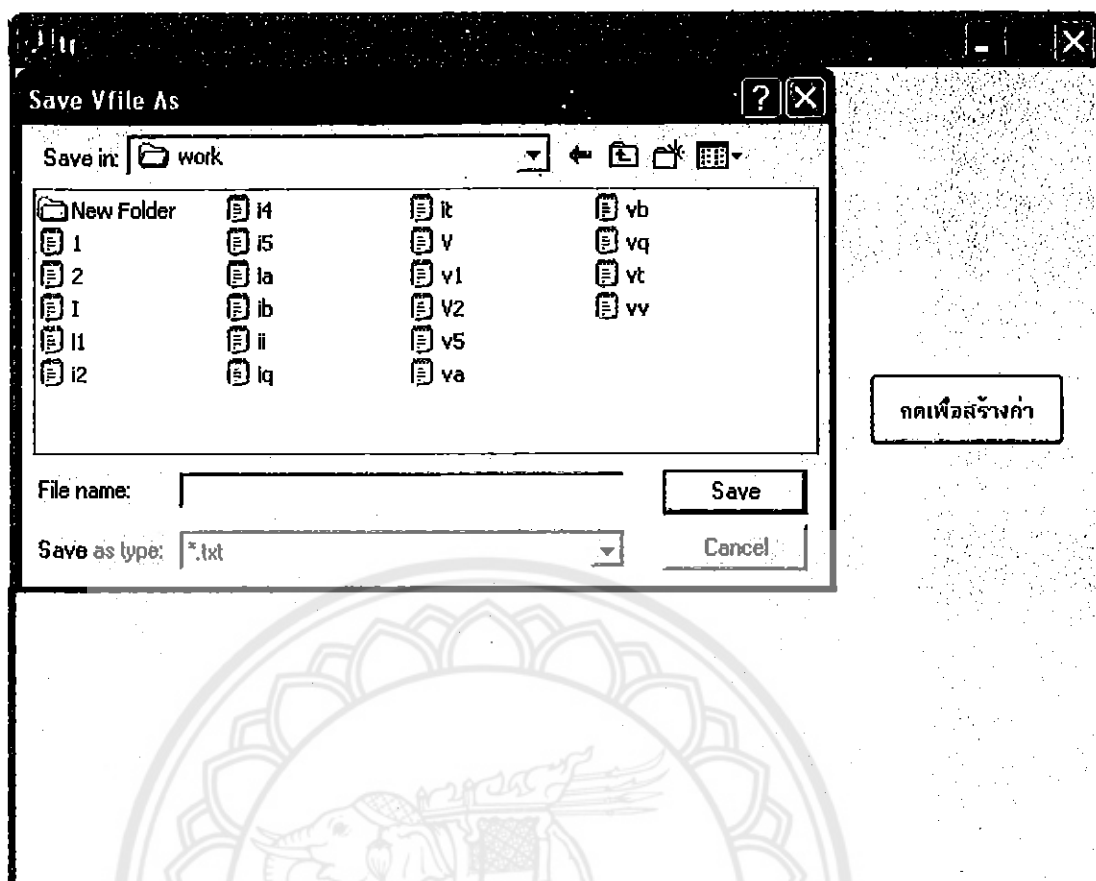 Save Vfile As
Save in: work
New Folder i4 it vb
1 i5 V vq
2 Ia v1 vt
I ib V2 vv
I1 ii v5
i2 iq va
กดเพื่อสร้างค่า
File name: Save
Save as type: *.txt Cancel